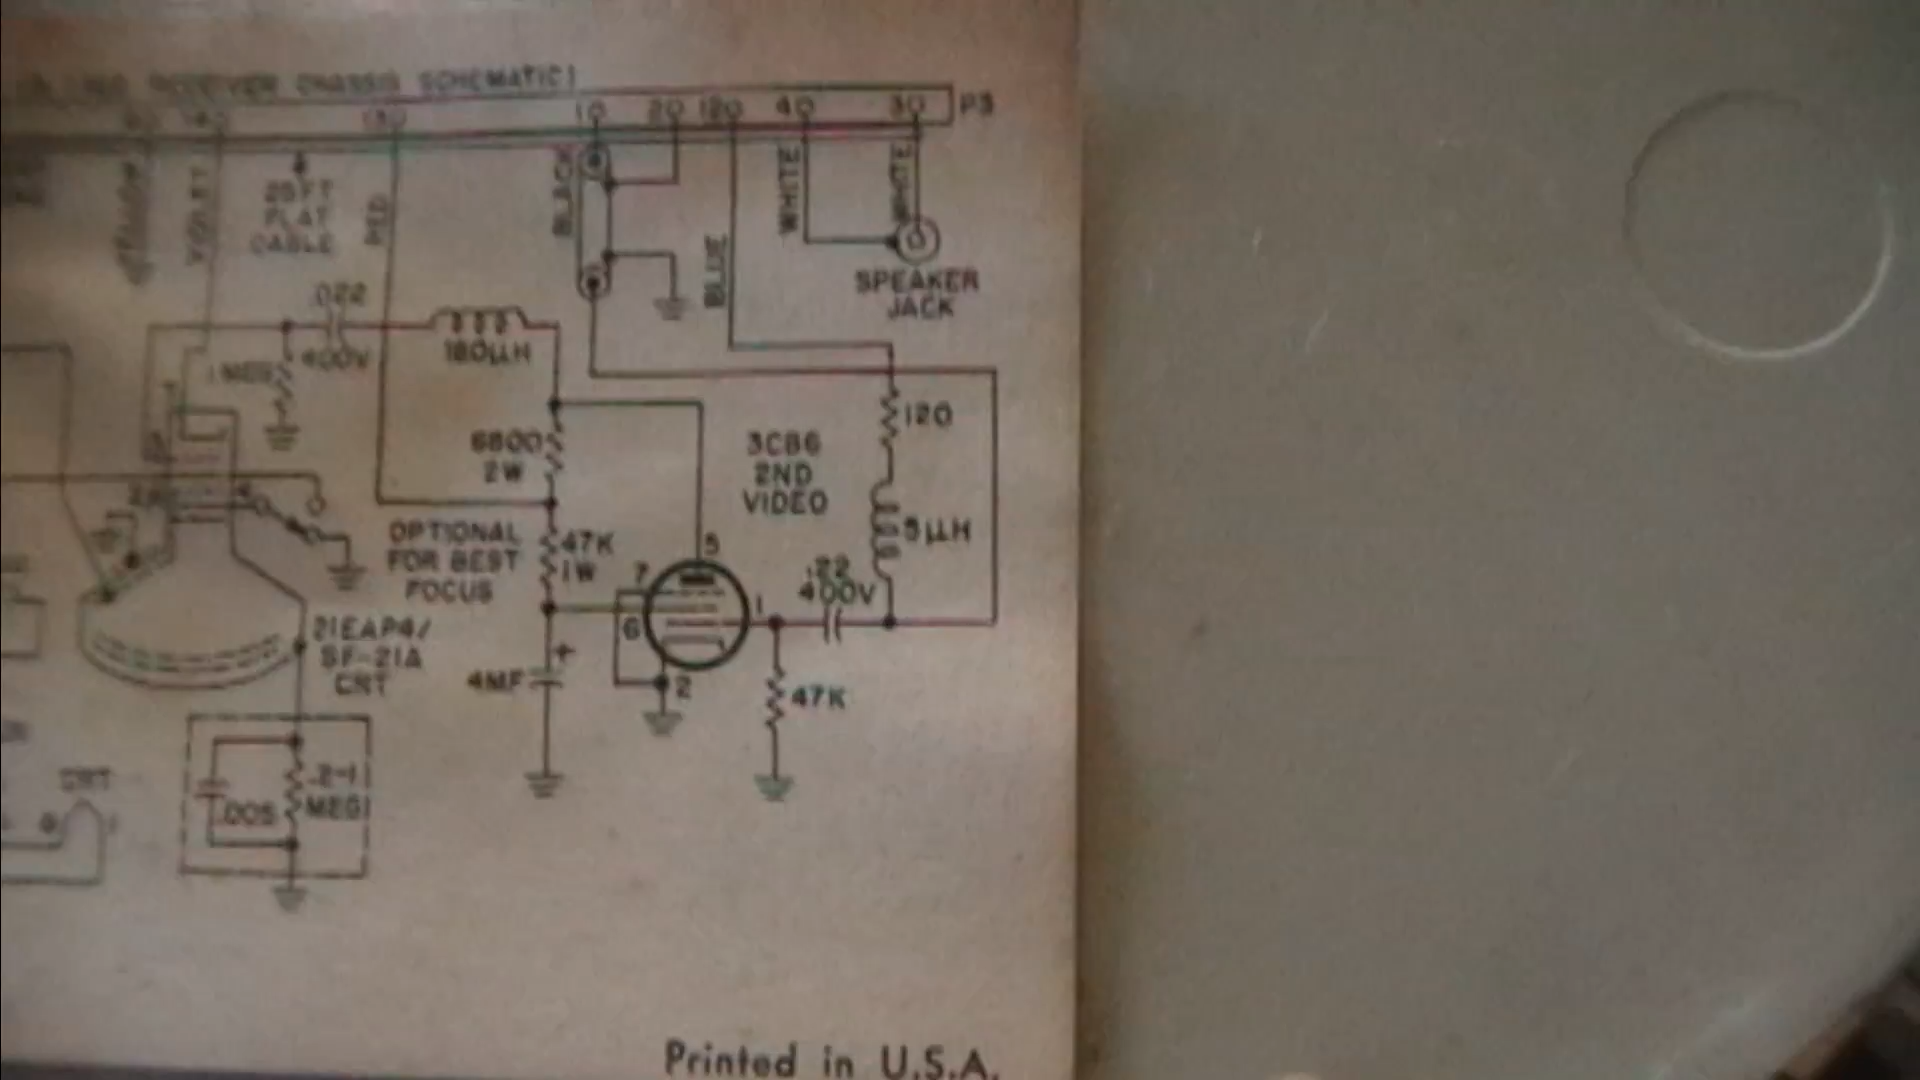 RECEIVER CHASSIS SCHEMATIC)
10 20 120 40 30 P3
YELLOW
VIOLET
25 FT
FLAT
CABLE
RED
BLACK
BLUE
WHITE
WHITE
SPEAKER
JACK
.022
400V
1 MEG
180μH
6800
2W
3CB6
2ND
VIDEO
120
5μH
OPTIONAL
FOR BEST
FOCUS
47K
1W
5
7
6
1
2
.22
400V
21EAP4/
SF-21A
CRT
4MF
+
47K
.005
.2-1
MEG
CRT
8 1
Printed in U.S.A.